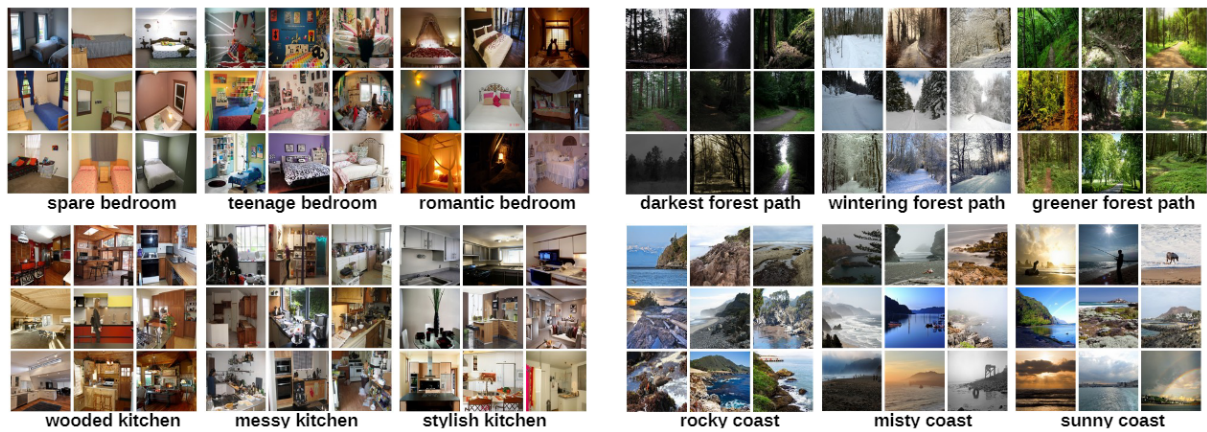 spare bedroom
teenage bedroom
romantic bedroom
darkest forest path
wintering forest path
greener forest path
wooded kitchen
messy kitchen
stylish kitchen
rocky coast
misty coast
sunny coast